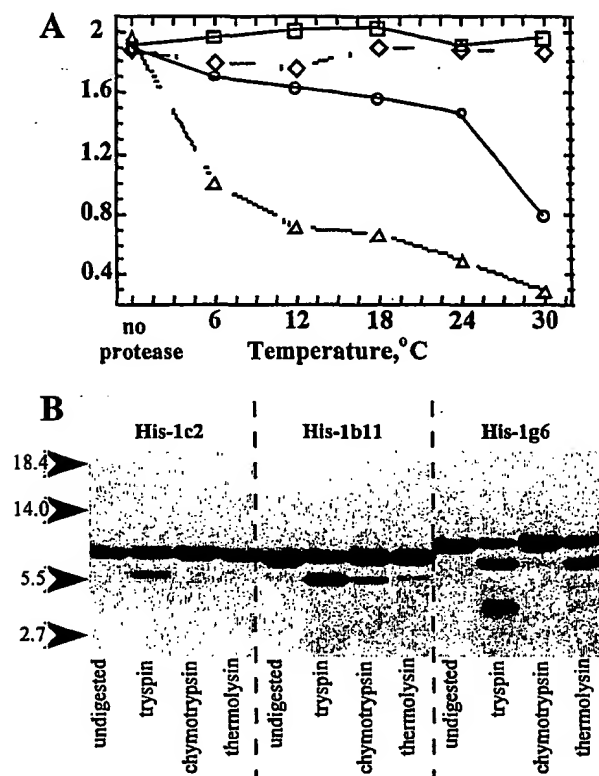 A
2
1.6
1.2
0.8
0.4
no protease
6 12 18 24 30
Temperature,°C
B
His-1c2 His-1b11 His-1g6
18.4
14.0
5.5
2.7
undigested
tryspin
chymotrypsin
thermolysin
undigested
tryspin
chymotrypsin
thermolysin
undigested
tryspin
chymotrypsin
thermolysin